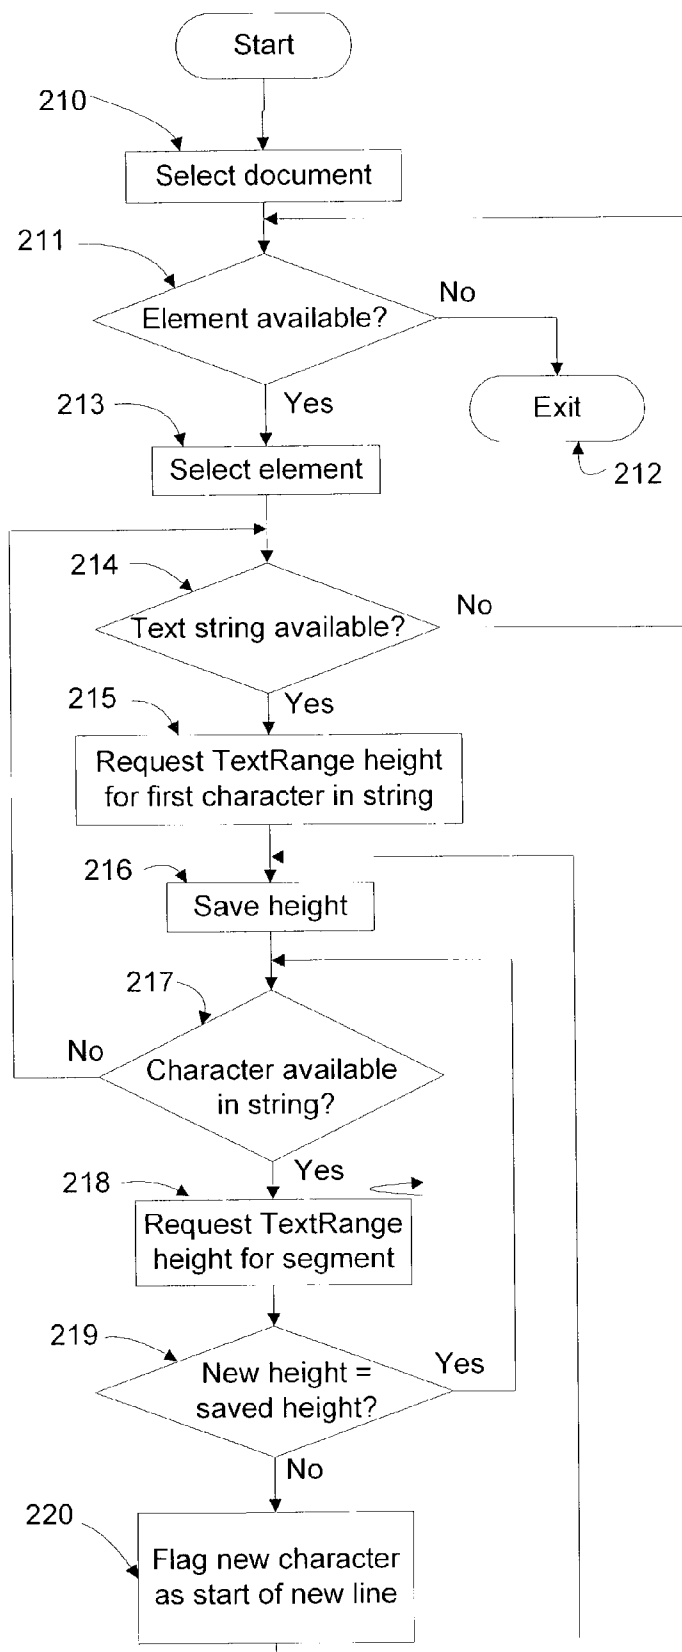 Start
210
Select document
211
Element available?
No
Yes
Exit
212
213
Select element
214
Text string available?
No
Yes
215
Request TextRange height
for first character in string
216
Save height
217
Character available
in string?
No
Yes
218
Request TextRange
height for segment
219
New height =
saved height?
Yes
No
220
Flag new character
as start of new line